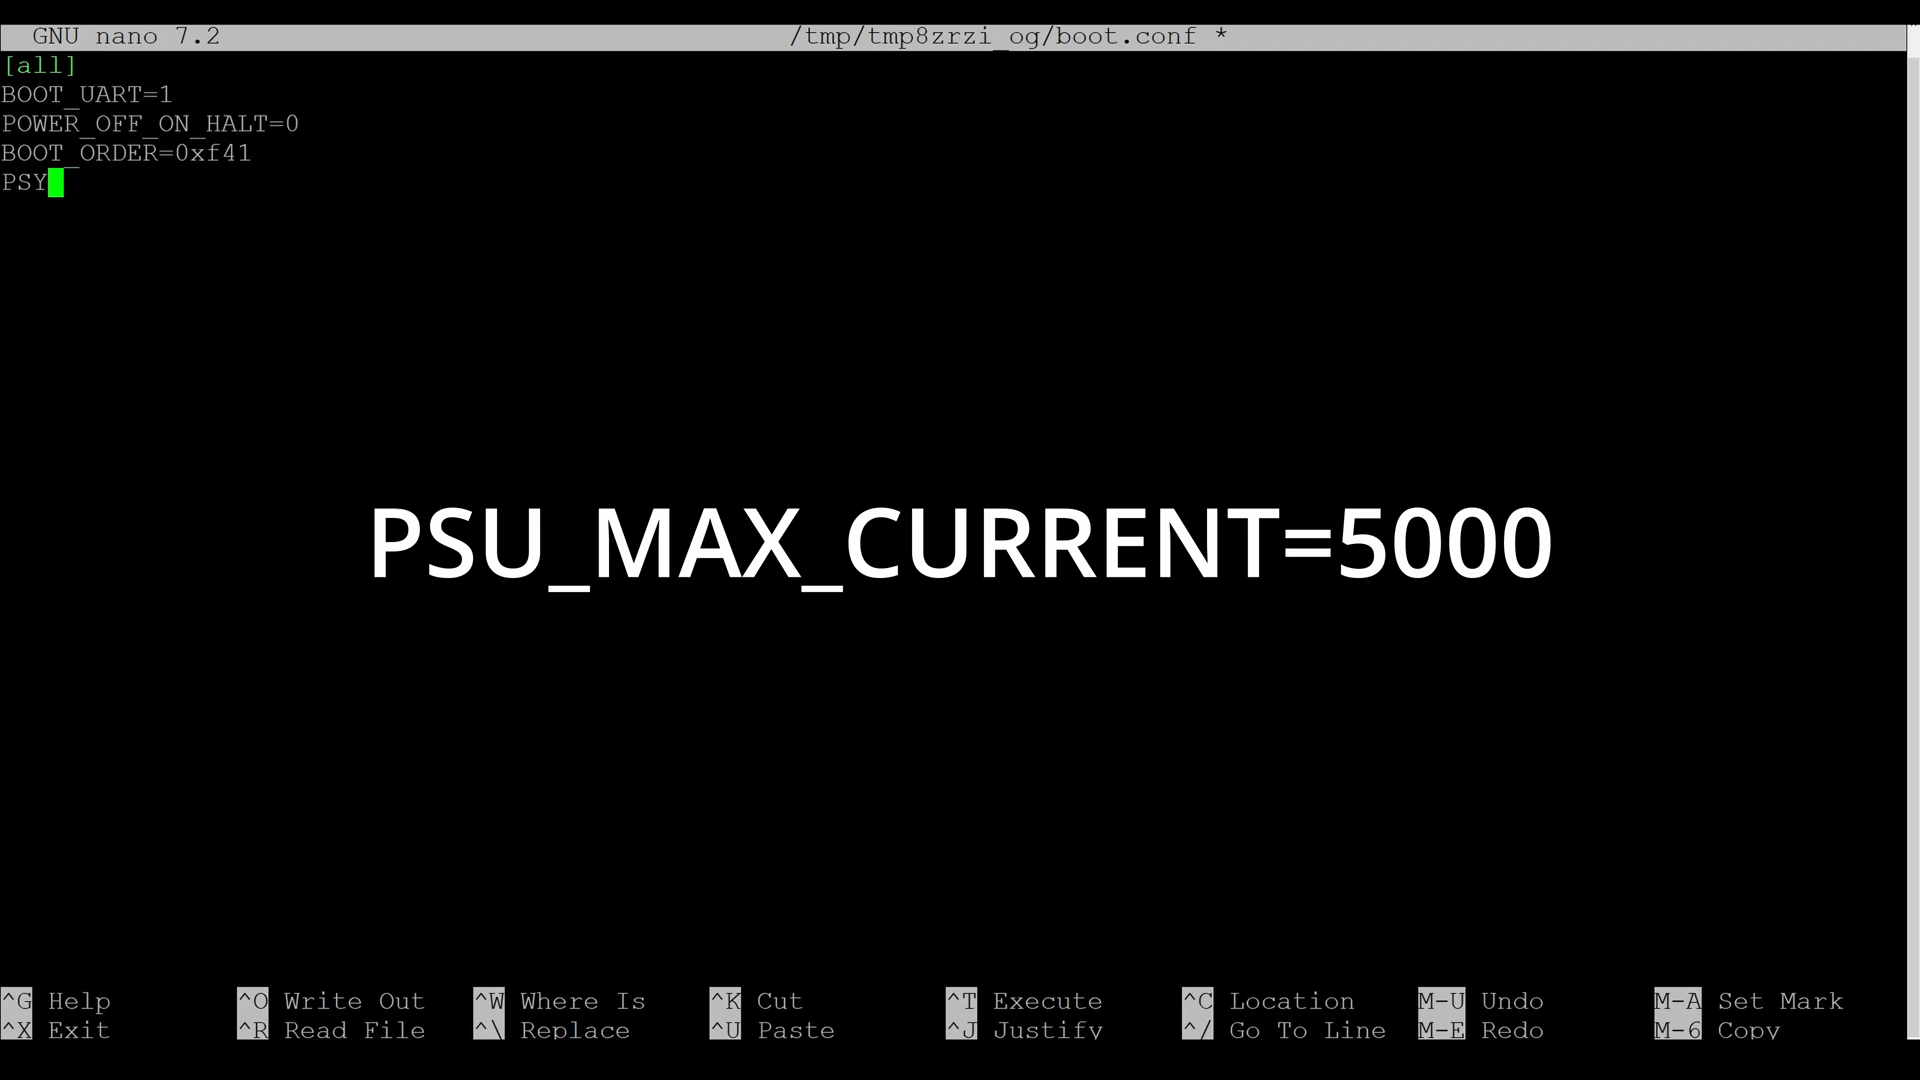 GNU nano 7.2 /tmp/tmp8zrzi_og/boot.conf *
[all]
BOOT_UART=1
POWER_OFF_ON_HALT=0
BOOT_ORDER=0xf41
PSY
PSU_MAX_CURRENT=5000
^G Help ^O Write Out ^W Where Is ^K Cut ^T Execute ^C Location M-U Undo M-A Set Mark
^X Exit ^R Read File ^\ Replace ^U Paste ^J Justify ^/ Go To Line M-E Redo M-6 Copy